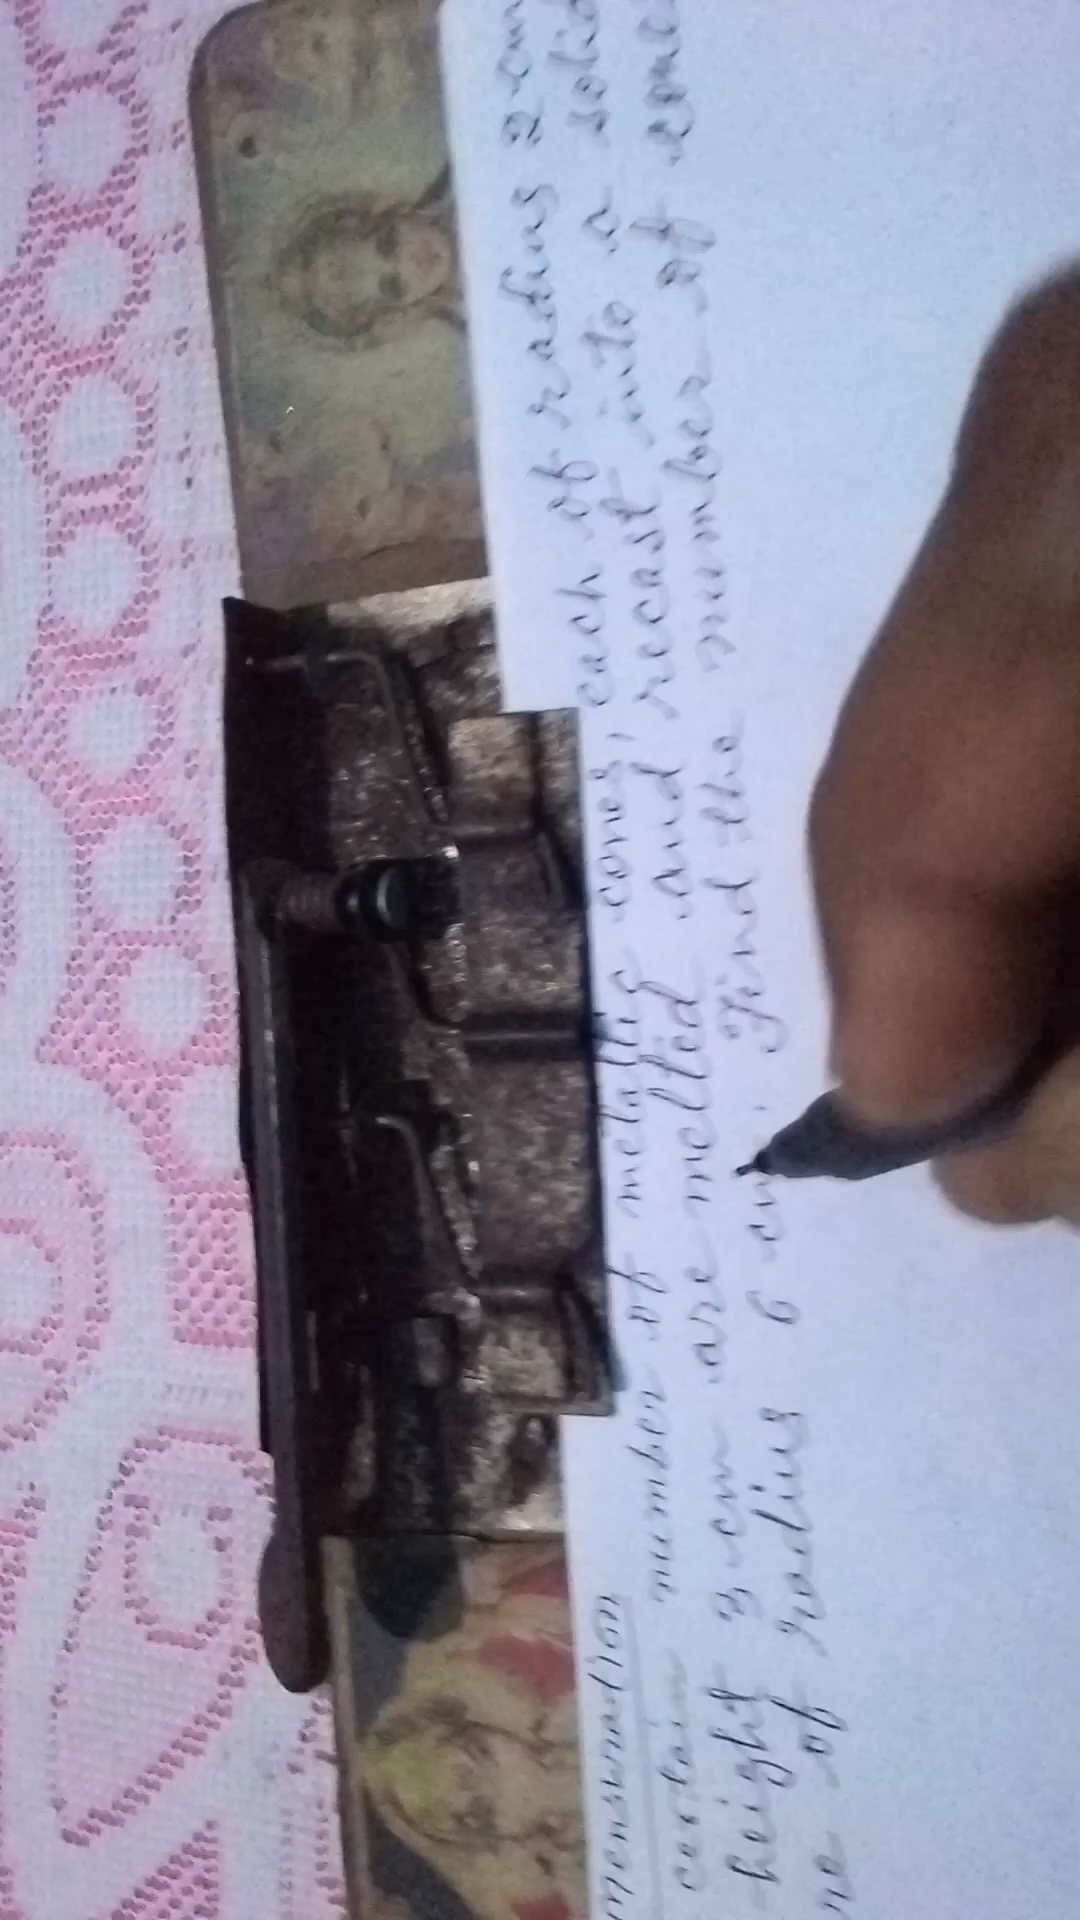 menswration
certain number of metallic cones, each of radius 2 cm
height 3 cm are melted and recast into a solid
of radius 6 cm. Find the number of cones